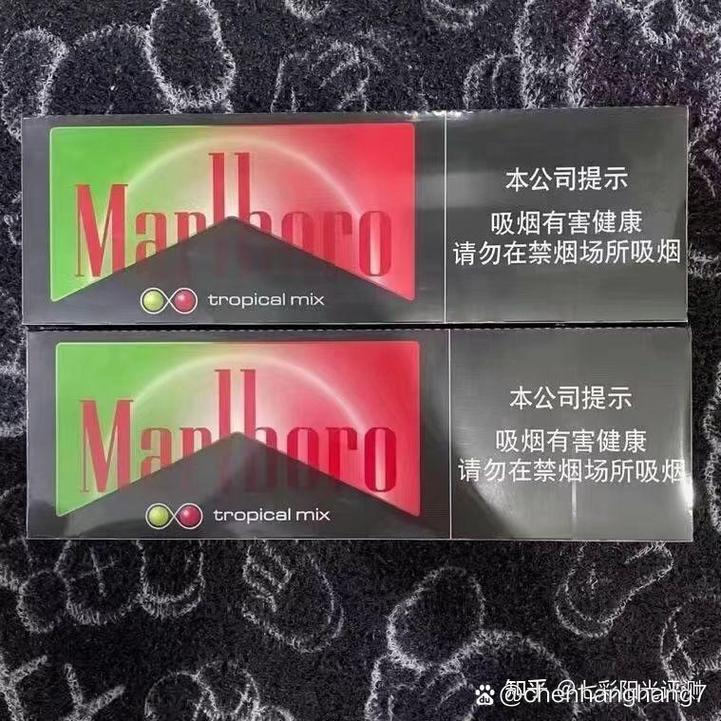 Marlboro
tropical mix
本公司提示
吸烟有害健康
请勿在禁烟场所吸烟
Marlboro
tropical mix
本公司提示
吸烟有害健康
请勿在禁烟场所吸烟
知乎 @七彩阳光评测
@chenhanghang7